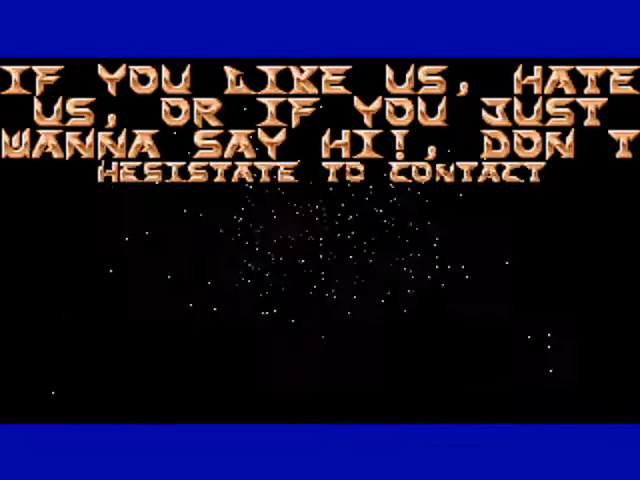 IF YOU LIKE US, HATE
US, OR IF YOU JUST
WANNA SAY HI!, DON T
HESISTATE TO CONTACT